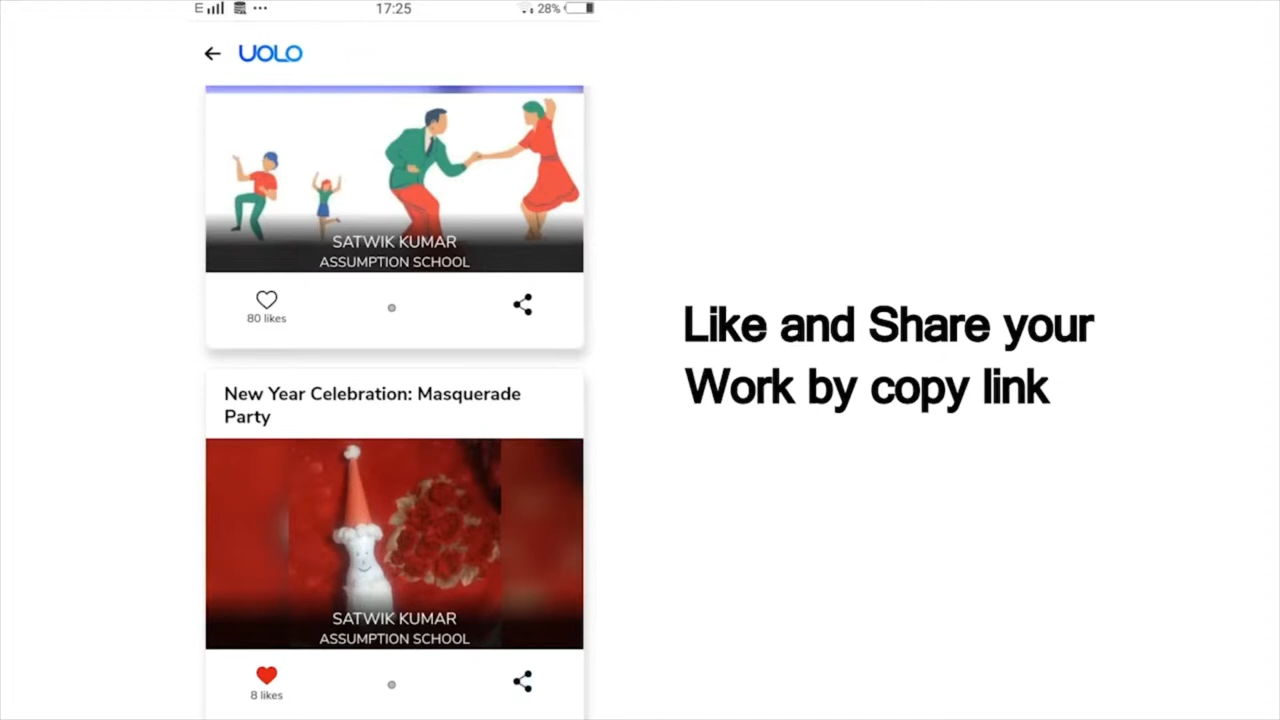 E 17:25 28%
UOLO
SATWIK KUMAR
ASSUMPTION SCHOOL
80 likes
New Year Celebration: Masquerade
Party
SATWIK KUMAR
ASSUMPTION SCHOOL
8 likes
Like and Share your
Work by copy link